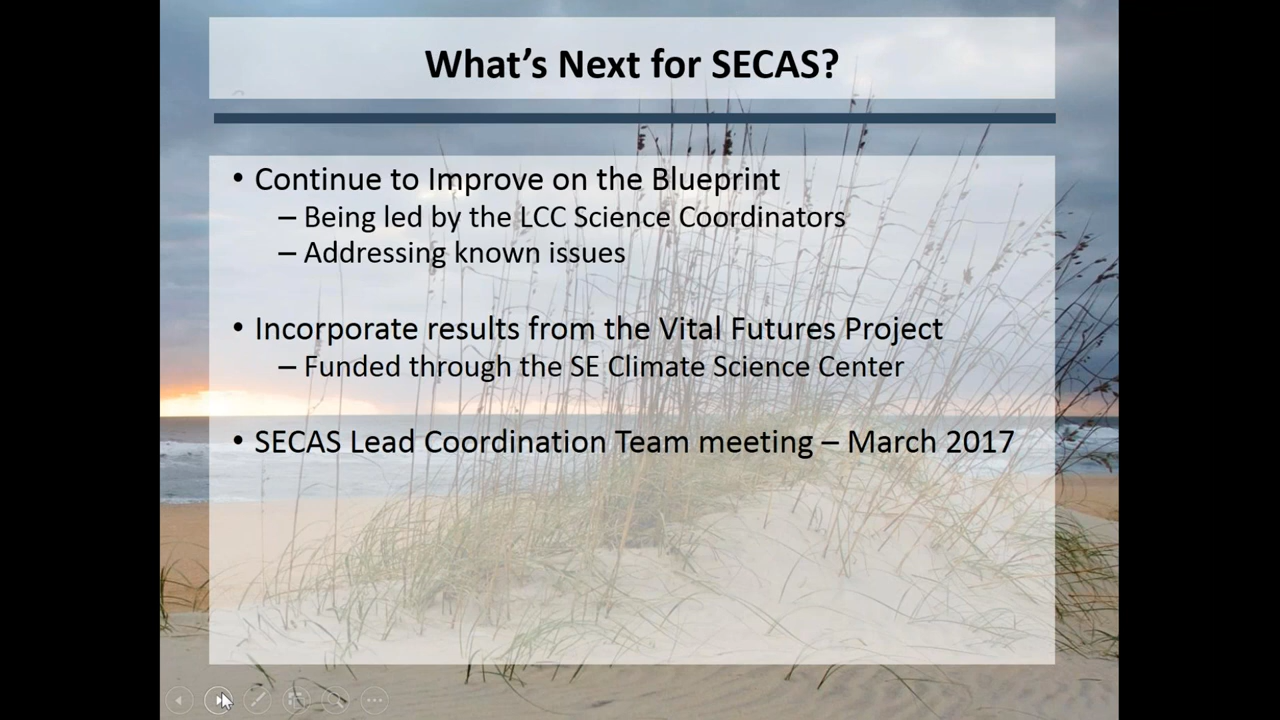 What's Next for SECAS?
• Continue to Improve on the Blueprint
– Being led by the LCC Science Coordinators
– Addressing known issues
• Incorporate results from the Vital Futures Project
– Funded through the SE Climate Science Center
• SECAS Lead Coordination Team meeting – March 2017